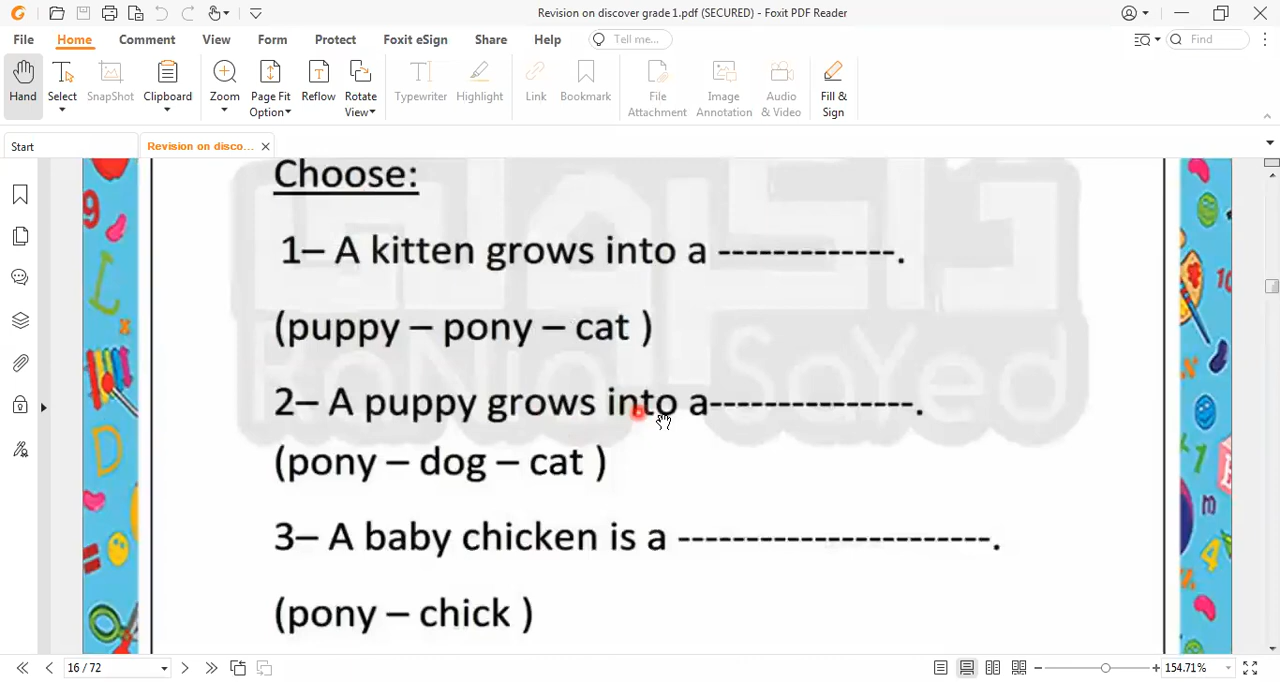 Revision on discover grade1.pdf (SECURED) - Foxit PDF Reader
File Home Comment View Form Protect Foxit eSign Share Help Tell me... Find
Hand Select SnapShot Clipboard Zoom Page Fit Option Reflow Rotate View Typewriter Highlight Link Bookmark File Attachment Image Annotation Audio & Video Fill & Sign
Start Revision on disco...
Choose:
1– A kitten grows into a -------------.
(puppy – pony – cat )
2– A puppy grows into a---------------.
(pony – dog – cat )
3– A baby chicken is a -----------------------.
(pony – chick )
RaNia SaYed
16 / 72 154.71%